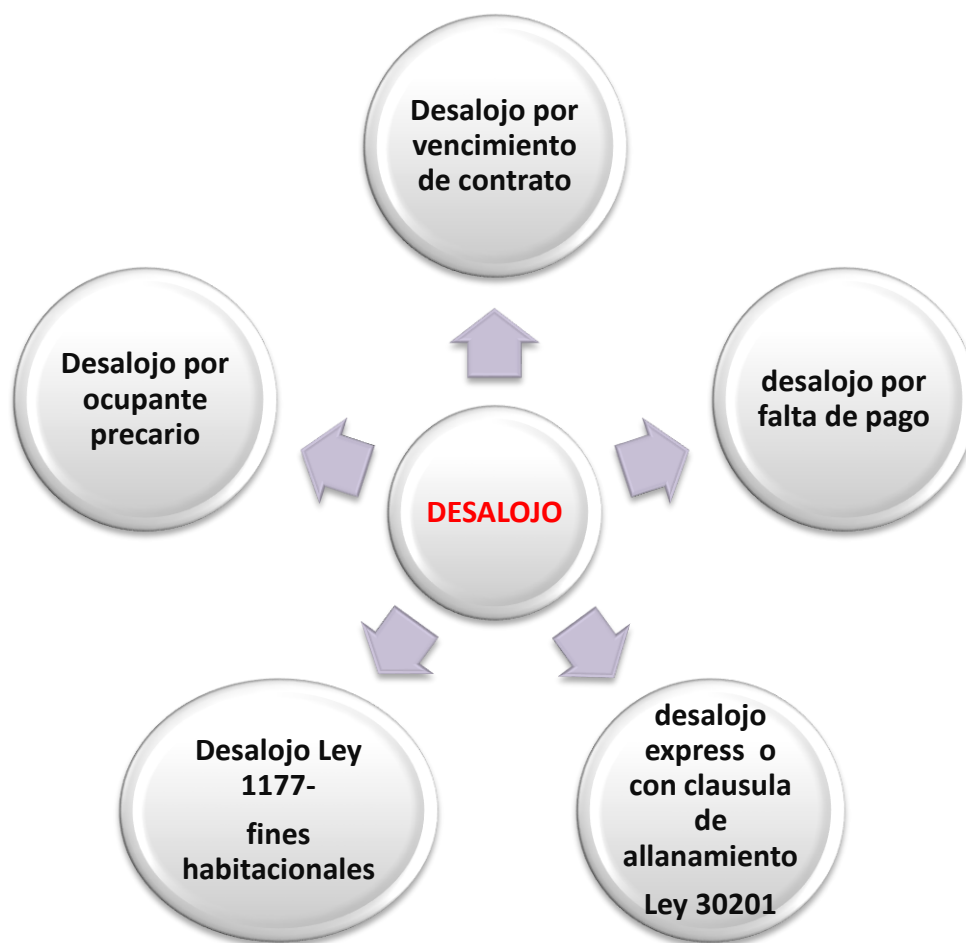 Desalojo por
vencimiento
de contrato
Desalojo por
ocupante
precario
desalojo por
falta de pago
DESALOJO
Desalojo Ley
1177-
fines
habitacionales
desalojo
express o
con clausula
de
allanamiento
Ley 30201